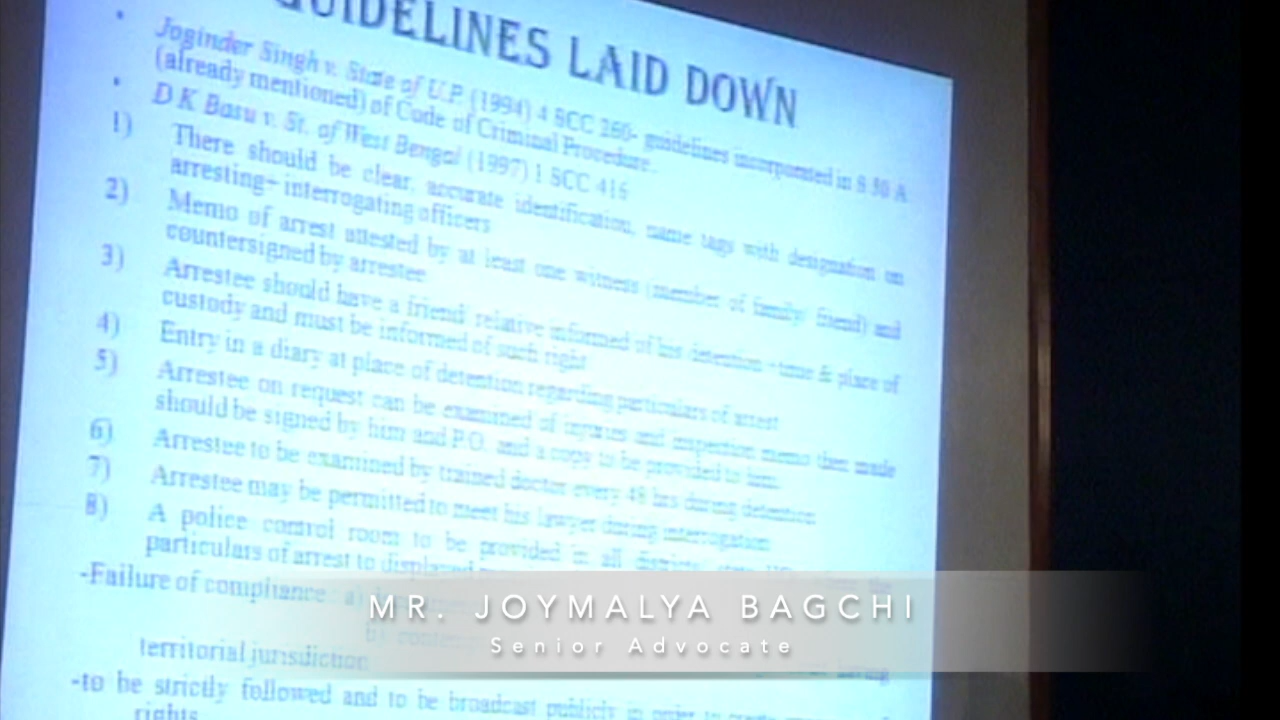 GUIDELINES LAID DOWN
• Joginder Singh v. State of U.P. (1994) 4 SCC 260- guidelines incorporated in S 50 A
(already mentioned) of Code of Criminal Procedure.
• D K Basu v. St. of West Bengal (1997) 1 SCC 416
1) There should be clear, accurate identification, name tags with designation on
arresting- interrogating officers
2) Memo of arrest attested by at least one witness (member of family/ friend) and
countersigned by arrestee
3) Arrestee should have a friend/ relative informed of his detention - time & place of
custody and must be informed of such right
4) Entry in a diary at place of detention regarding particulars of arrest
5) Arrestee on request can be examined of injuries and inspection memo then made
should be signed by him and P.O. and a copy to be provided to him.
6) Arrestee to be examined by trained doctor every 48 hrs during detention
7) Arrestee may be permitted to meet his lawyer during interrogation
8) A police control room to be provided in all districts/ state
particulars of arrest to displayed
-Failure of compliance a)
MR. JOYMALYA BAGCHI
Senior Advocate
territorial jurisdiction having
-to be strictly followed and to be broadcast publicly in order to create
rights